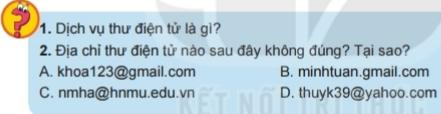 1. Dịch vụ thư điện tử là gì?
2. Địa chỉ thư điện tử nào sau đây không đúng? Tại sao?
A. khoa123@gmail.com B. minhtuan.gmail.com
C. nmha@hnmu.edu.vn D. thuyk39@yahoo.com
KẾT NỐI TRI THỨC